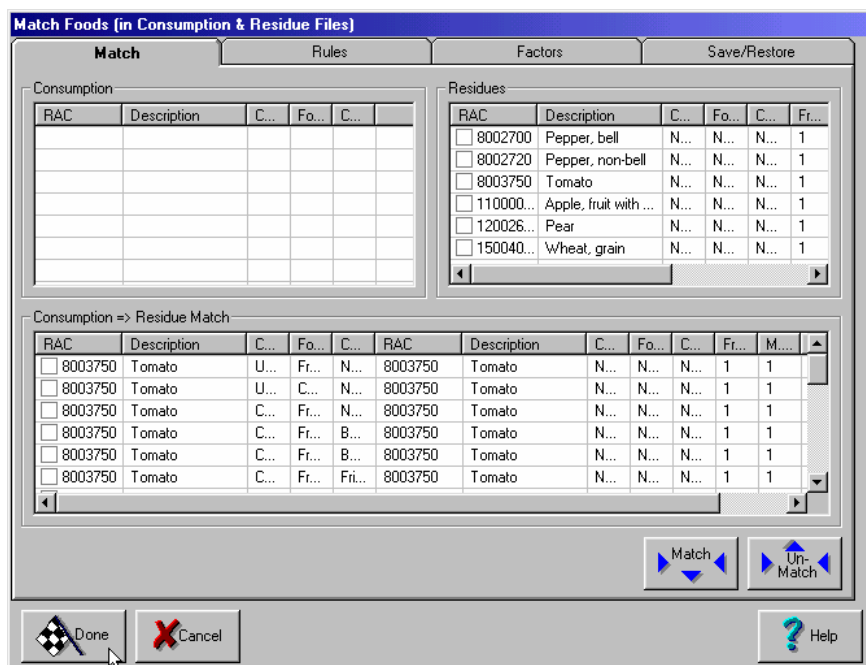 Match Foods (in Consumption & Residue Files)
Match Rules Factors Save/Restore
Consumption
RAC Description C... Fo... C...
Residues
RAC Description C... Fo... C... Fr...
8002700 Pepper, bell N... N... N... 1
8002720 Pepper, non-bell N... N... N... 1
8003750 Tomato N... N... N... 1
110000... Apple, fruit with ... N... N... N... 1
120026... Pear N... N... N... 1
150040... Wheat, grain N... N... N... 1
Consumption => Residue Match
RAC Description C... Fo... C... RAC Description C... Fo... C... Fr... M...
8003750 Tomato U... Fr... N... 8003750 Tomato N... N... N... 1 1
8003750 Tomato U... C... N... 8003750 Tomato N... N... N... 1 1
8003750 Tomato C... Fr... N... 8003750 Tomato N... N... N... 1 1
8003750 Tomato C... Fr... B... 8003750 Tomato N... N... N... 1 1
8003750 Tomato C... Fr... B... 8003750 Tomato N... N... N... 1 1
8003750 Tomato C... Fr... Fri... 8003750 Tomato N... N... N... 1 1
Match
Un-
Match
Done Cancel Help